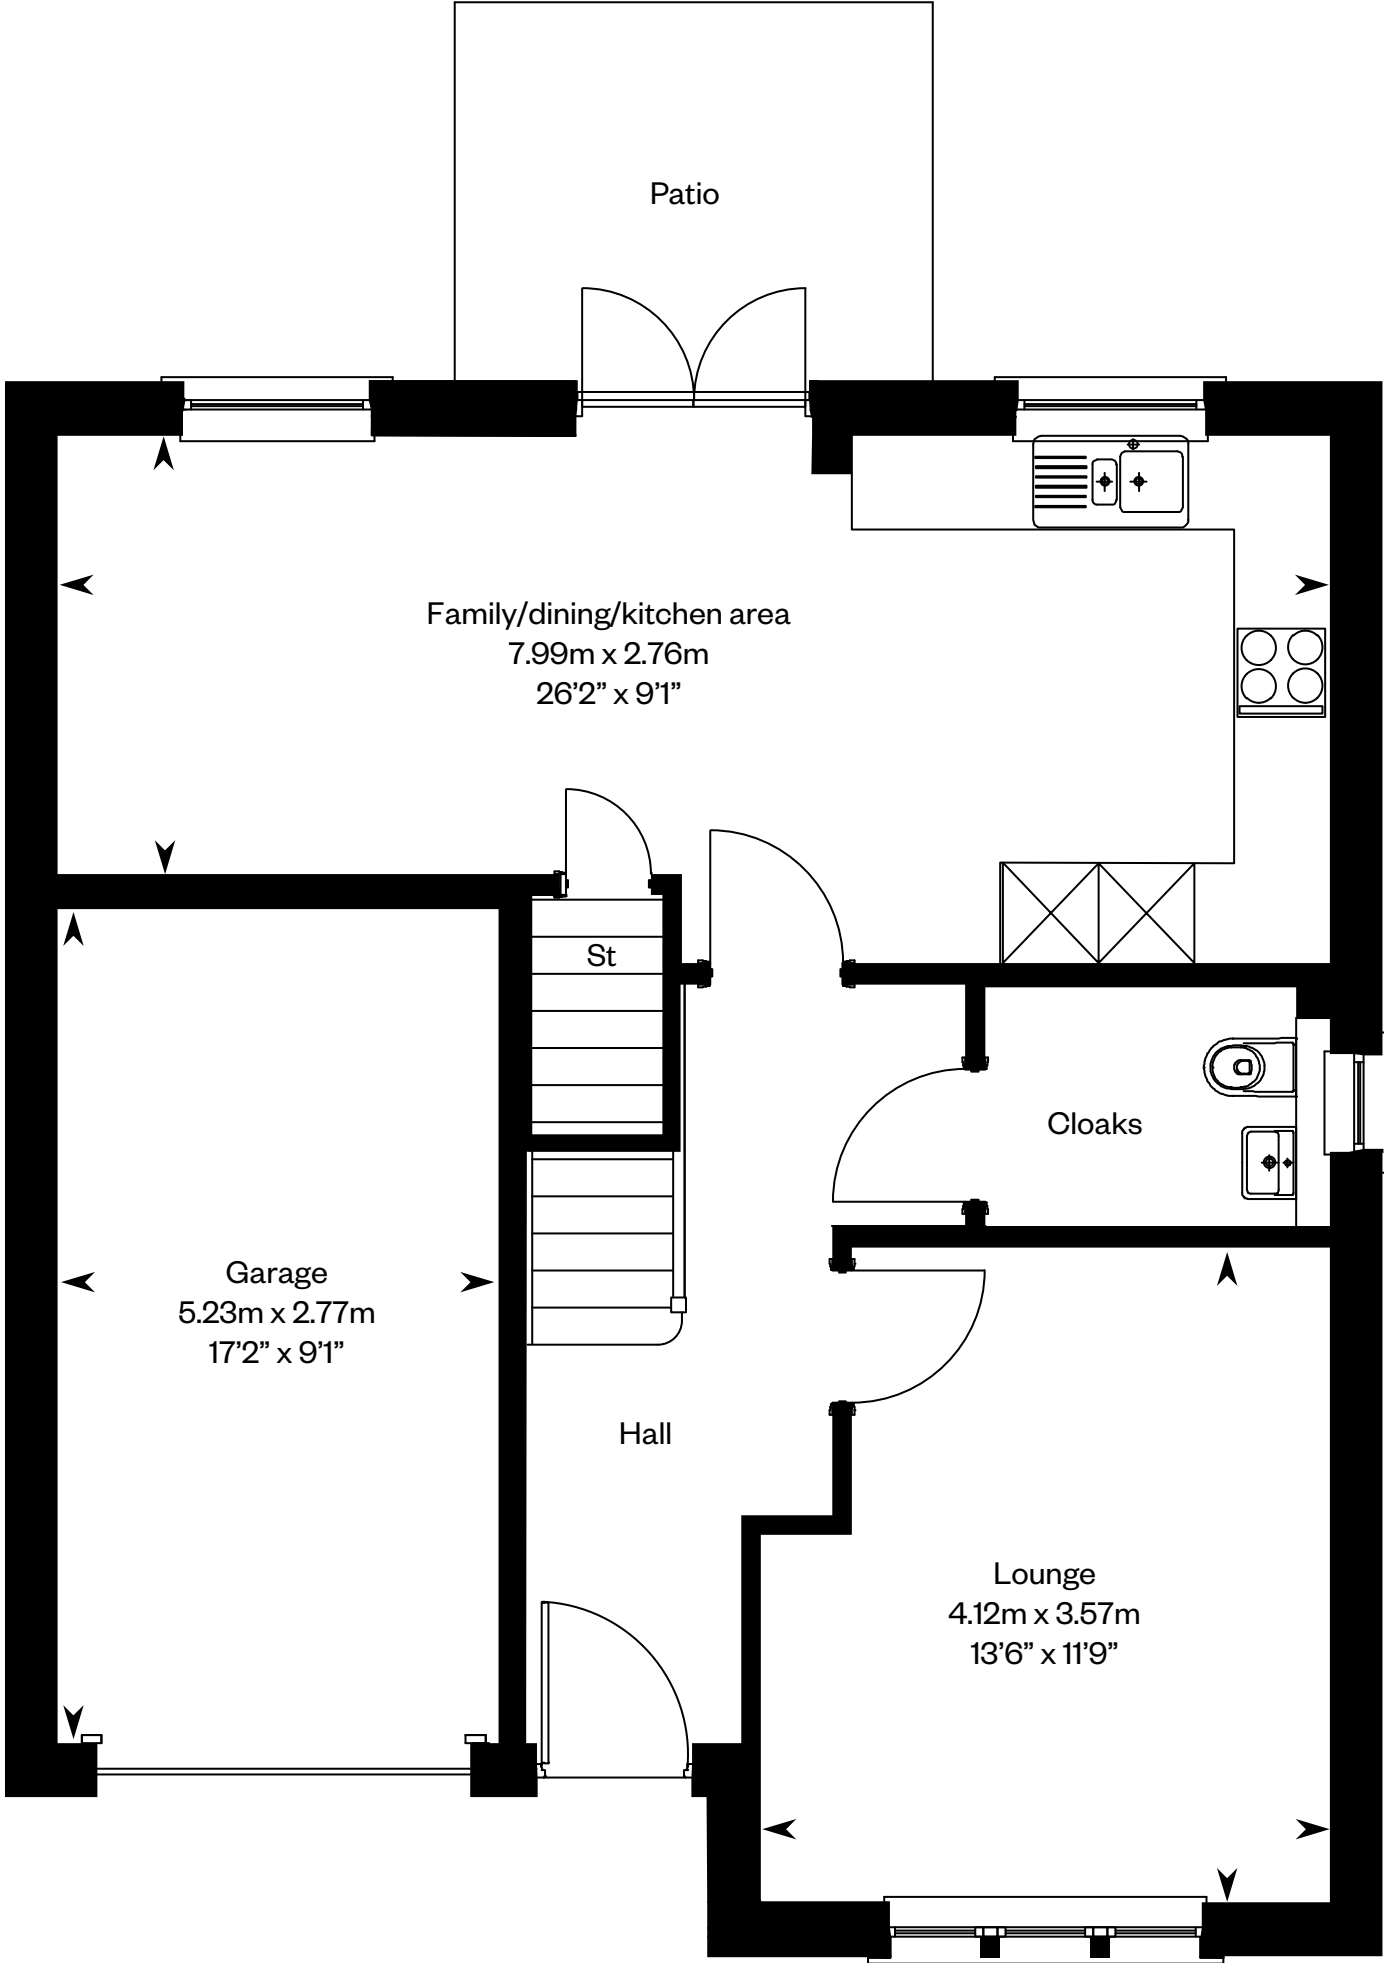 Patio
Family/dining/kitchen area
7.99m x 2.76m
26’2” x 9’1”
St
Cloaks
Garage
5.23m x 2.77m
17’2” x 9’1”
Hall
Lounge
4.12m x 3.57m
13’6” x 11’9”